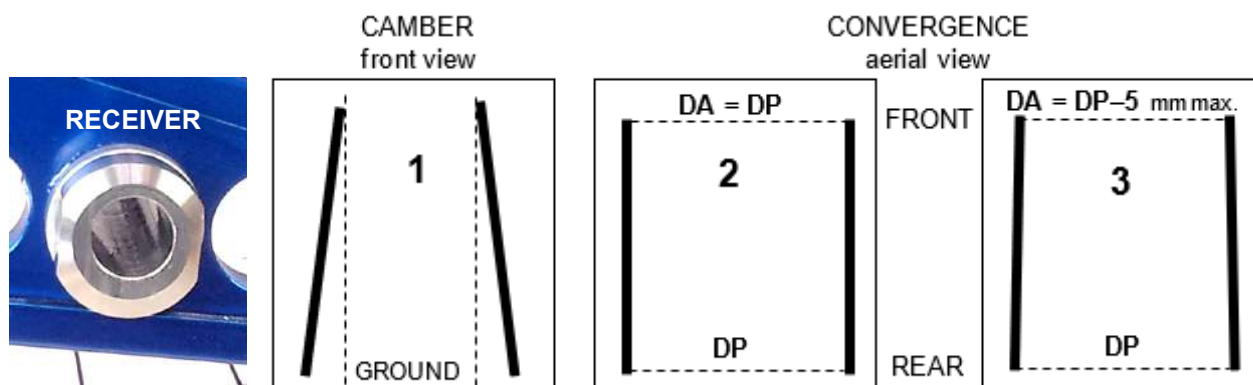 CAMBER
front view
CONVERGENCE
aerial view
RECEIVER
1
GROUND
DA = DP
2
DP
FRONT
REAR
DA = DP–5 mm max.
3
DP